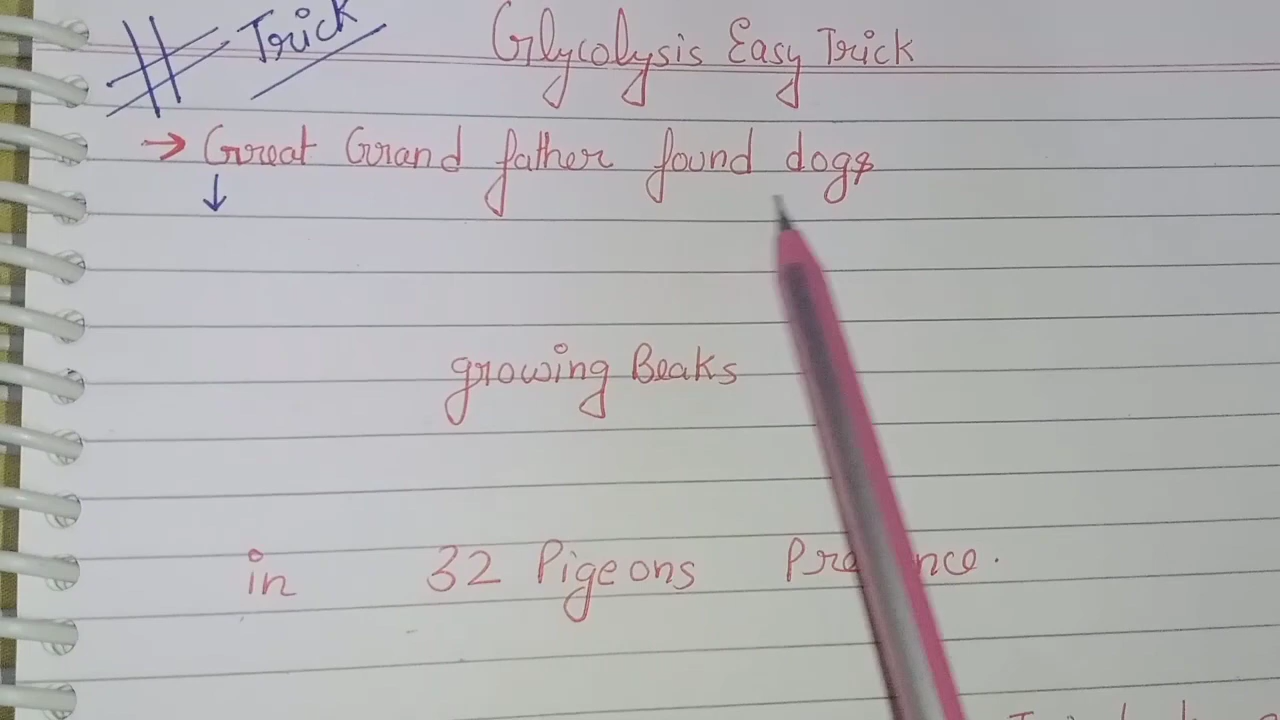 # Trick
Glycolysis Easy Trick
→ Great Grand father found dogs
↓
growing Beaks
in 32 Pigeons